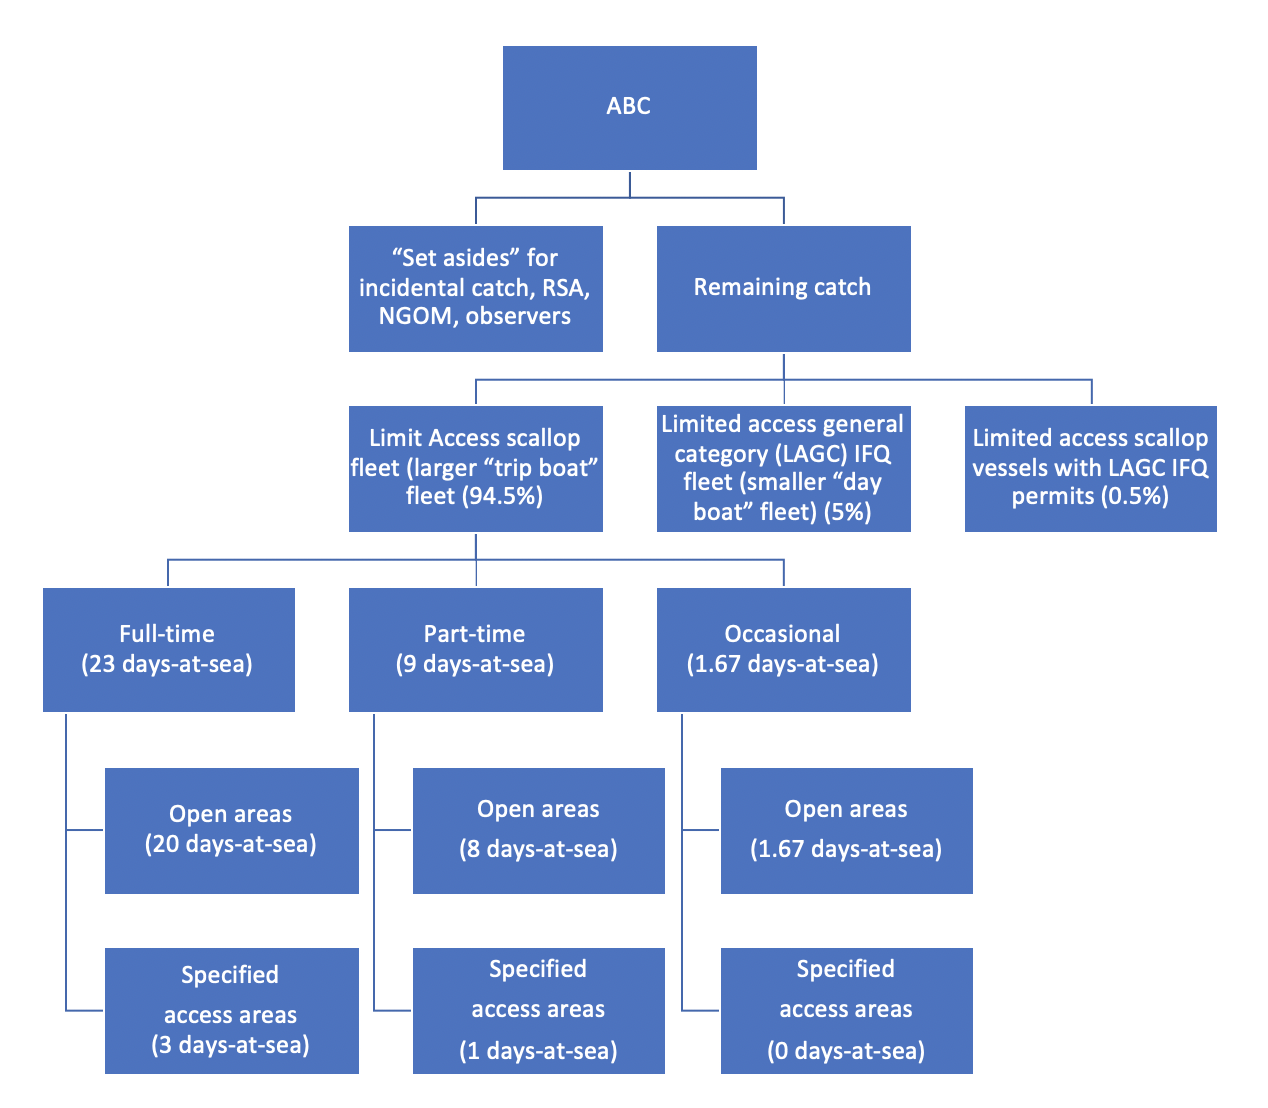 ABC
“Set asides” for
incidental catch, RSA,
NGOM, observers
Remaining catch
Limit Access scallop
fleet (larger “trip boat”
fleet (94.5%)
Limited access general
category (LAGC) IFQ
fleet (smaller “day
boat” fleet) (5%)
Limited access scallop
vessels with LAGC IFQ
permits (0.5%)
Full-time
(23 days-at-sea)
Part-time
(9 days-at-sea)
Occasional
(1.67 days-at-sea)
Open areas
(20 days-at-sea)
Open areas
(8 days-at-sea)
Open areas
(1.67 days-at-sea)
Specified
access areas
(3 days-at-sea)
Specified
access areas
(1 days-at-sea)
Specified
access areas
(0 days-at-sea)